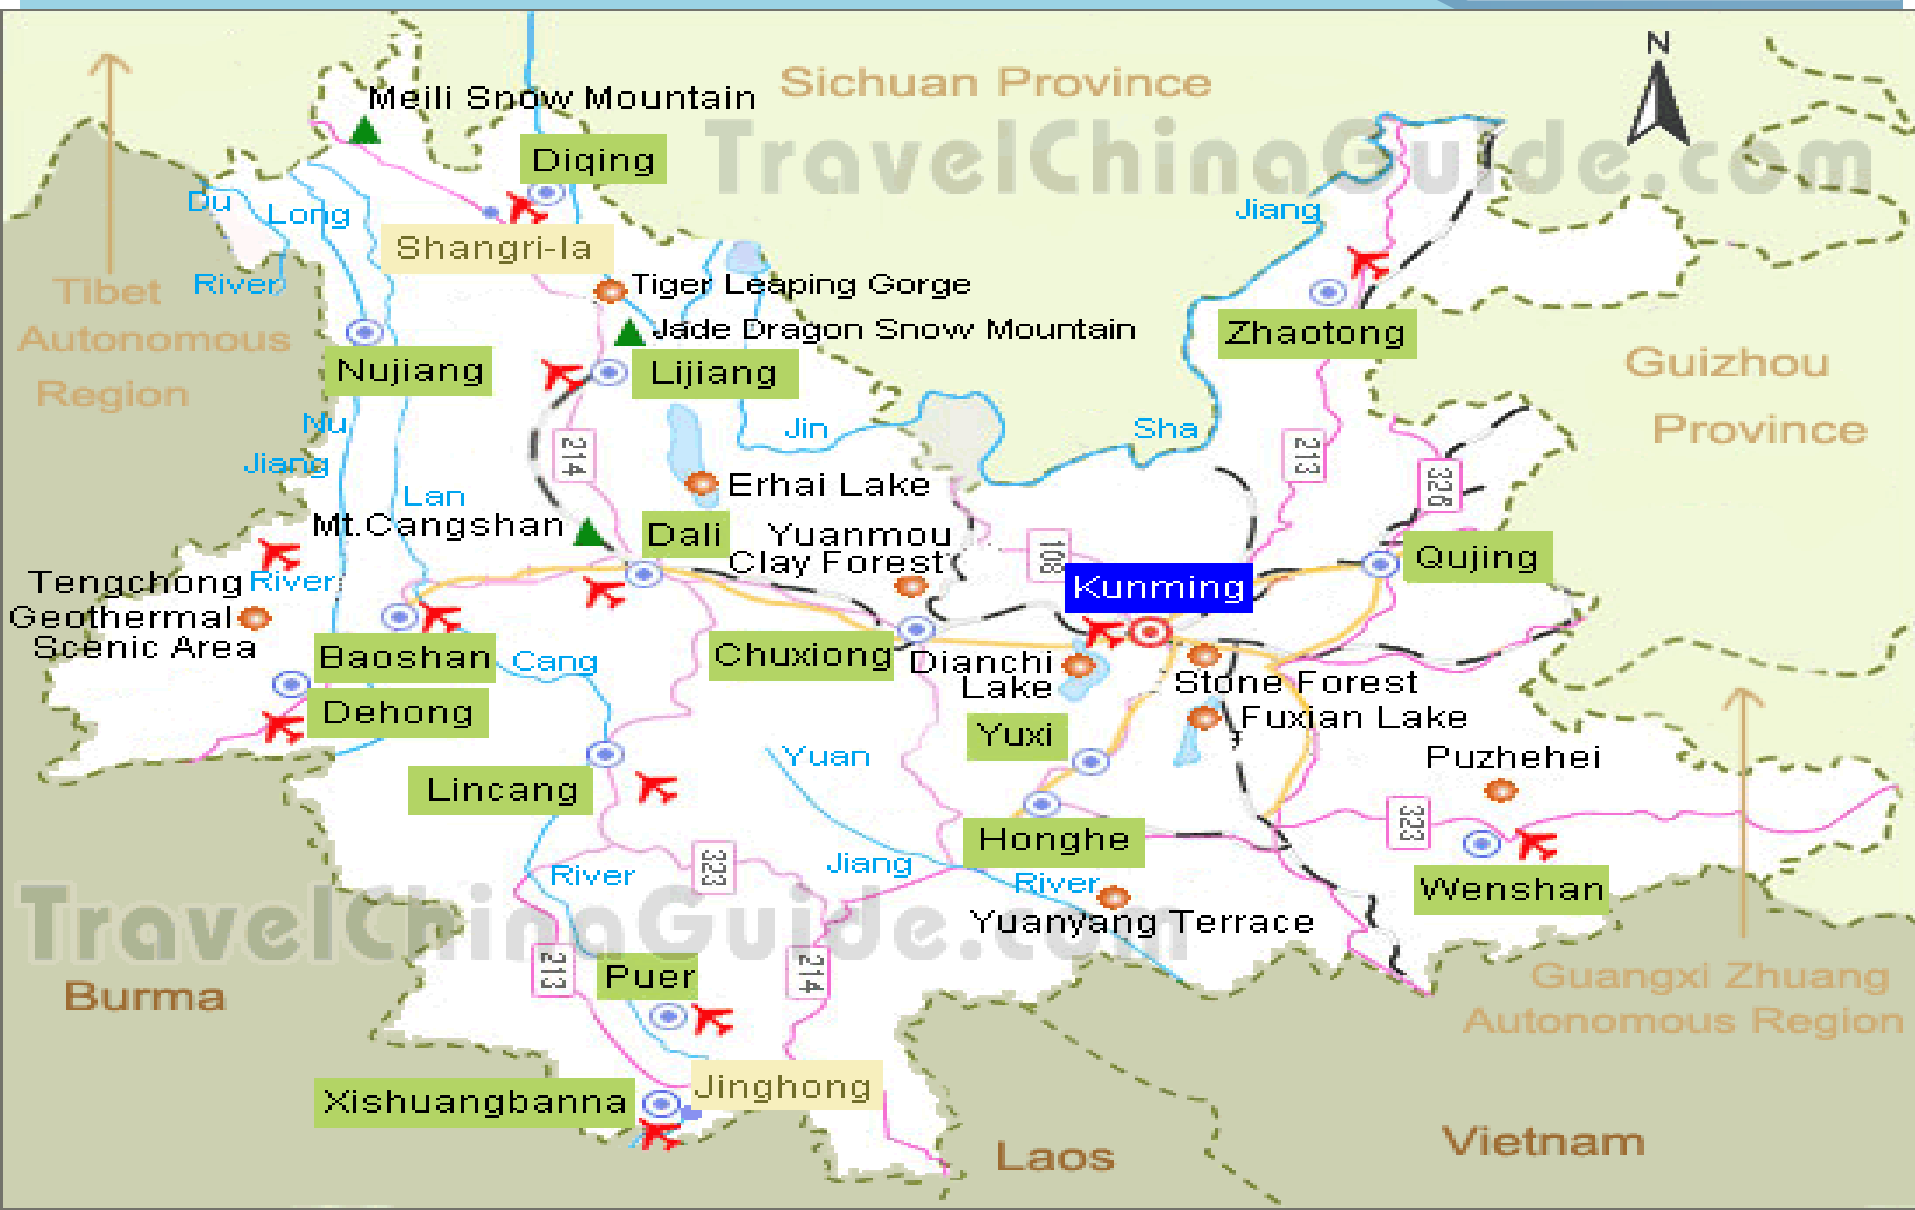 N
Sichuan Province
Meili Snow Mountain
TravelChinaGuide.com
Diqing
Du
Long
River
Jiang
Shangri-la
Tibet
Autonomous
Region
Tiger Leaping Gorge
Jade Dragon Snow Mountain
Zhaotong
Guizhou
Province
Nujiang
Lijiang
Nu
Jiang
River
Jin
Sha
214
213
326
Lan
Erhai Lake
Mt.Cangshan
Dali
Yuanmou
Clay Forest
108
Kunming
Qujing
Tengchong
Geothermal
Scenic Area
Baoshan
Cang
Chuxiong
Dianchi
Lake
Stone Forest
Dehong
Yuxi
Fuxian Lake
Yuan
Puzhehei
Lincang
Honghe
323
323
Jiang
River
River
Wenshan
Yuanyang Terrace
TravelChinaGuide.com
Burma
213
Puer
214
Guangxi Zhuang
Autonomous Region
Xishuangbanna
Jinghong
Laos
Vietnam